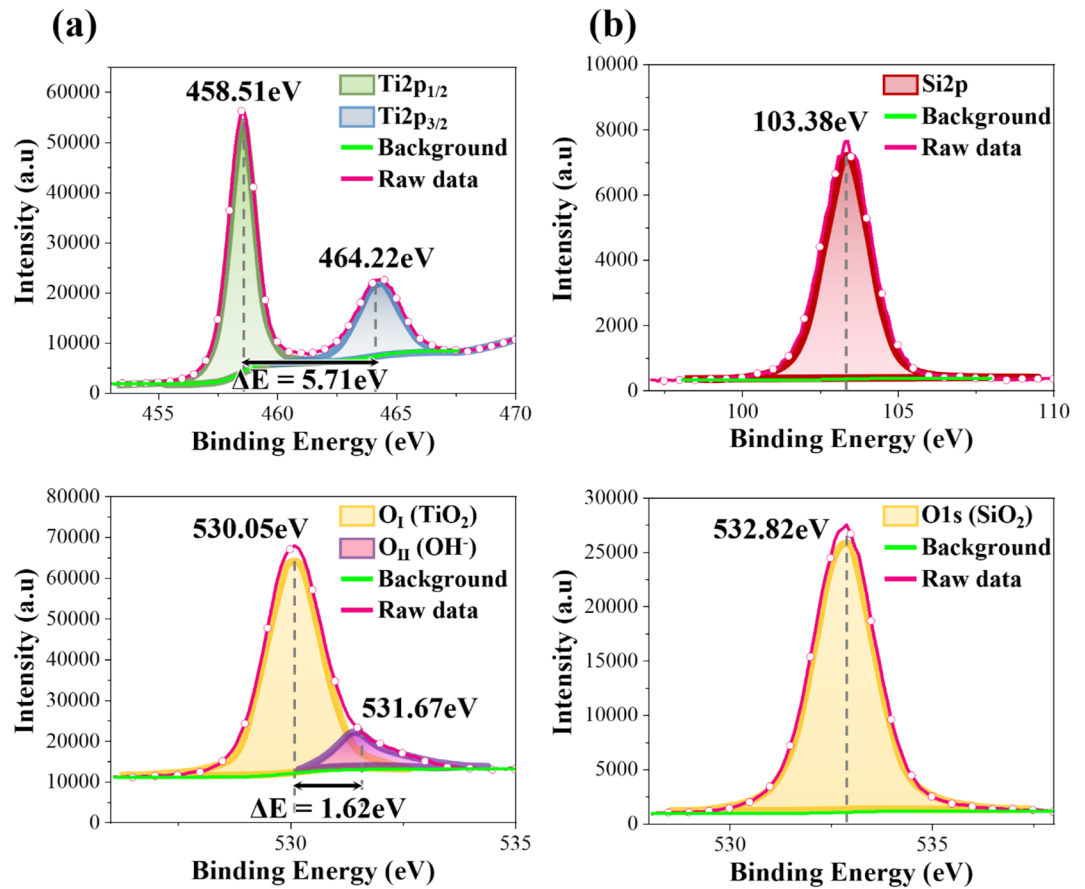 (a)
(b)
Ti2p1/2
Ti2p3/2
Background
Raw data
458.51eV
464.22eV
ΔE = 5.71eV
60000
50000
40000
30000
20000
10000
0
455
460
465
470
Intensity (a.u)
Binding Energy (eV)
Si2p
Background
Raw data
103.38eV
10000
8000
6000
4000
2000
0
100
105
110
Intensity (a.u)
Binding Energy (eV)
OI (TiO2)
OII (OH-)
Background
Raw data
530.05eV
531.67eV
ΔE = 1.62eV
80000
70000
60000
50000
40000
30000
20000
10000
0
530
535
Intensity (a.u)
Binding Energy (eV)
O1s (SiO2)
Background
Raw data
532.82eV
30000
25000
20000
15000
10000
5000
0
530
535
Intensity (a.u)
Binding Energy (eV)